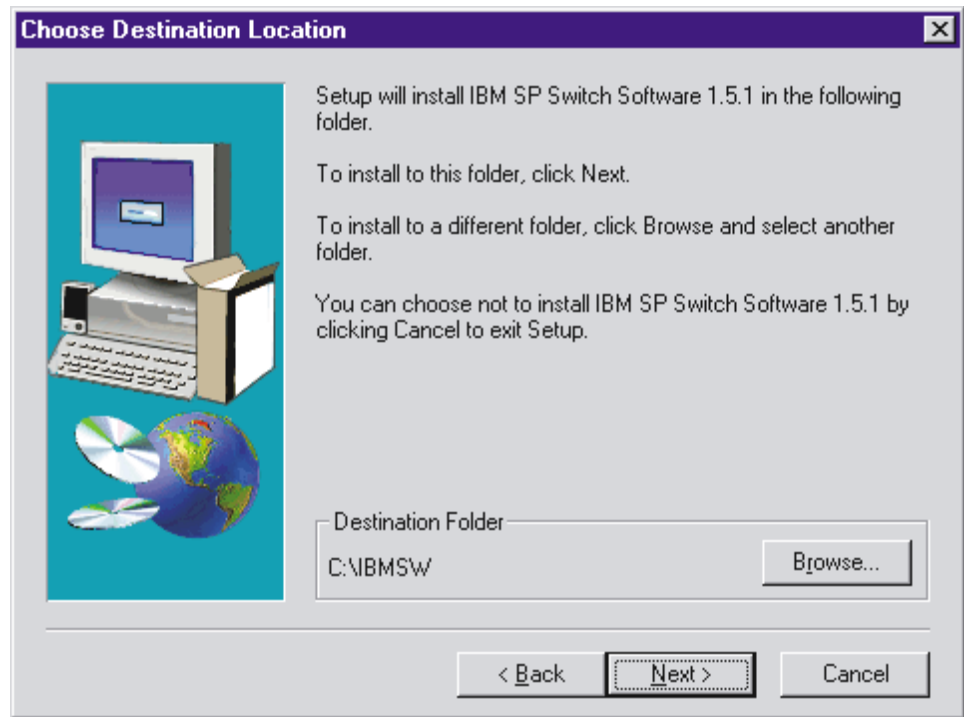 Choose Destination Location
Setup will install IBM SP Switch Software 1.5.1 in the following
folder.
To install to this folder, click Next.
To install to a different folder, click Browse and select another
folder.
You can choose not to install IBM SP Switch Software 1.5.1 by
clicking Cancel to exit Setup.
Destination Folder
C:\IBMSW
Browse...
< Back
Next >
Cancel